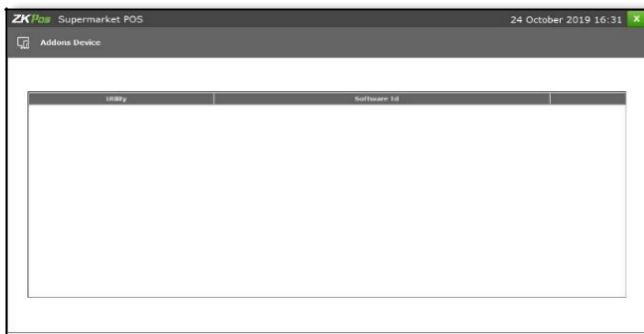 ZKPos Supermarket POS 24 October 2019 16:31 X
Addons Device
Utility Software Id